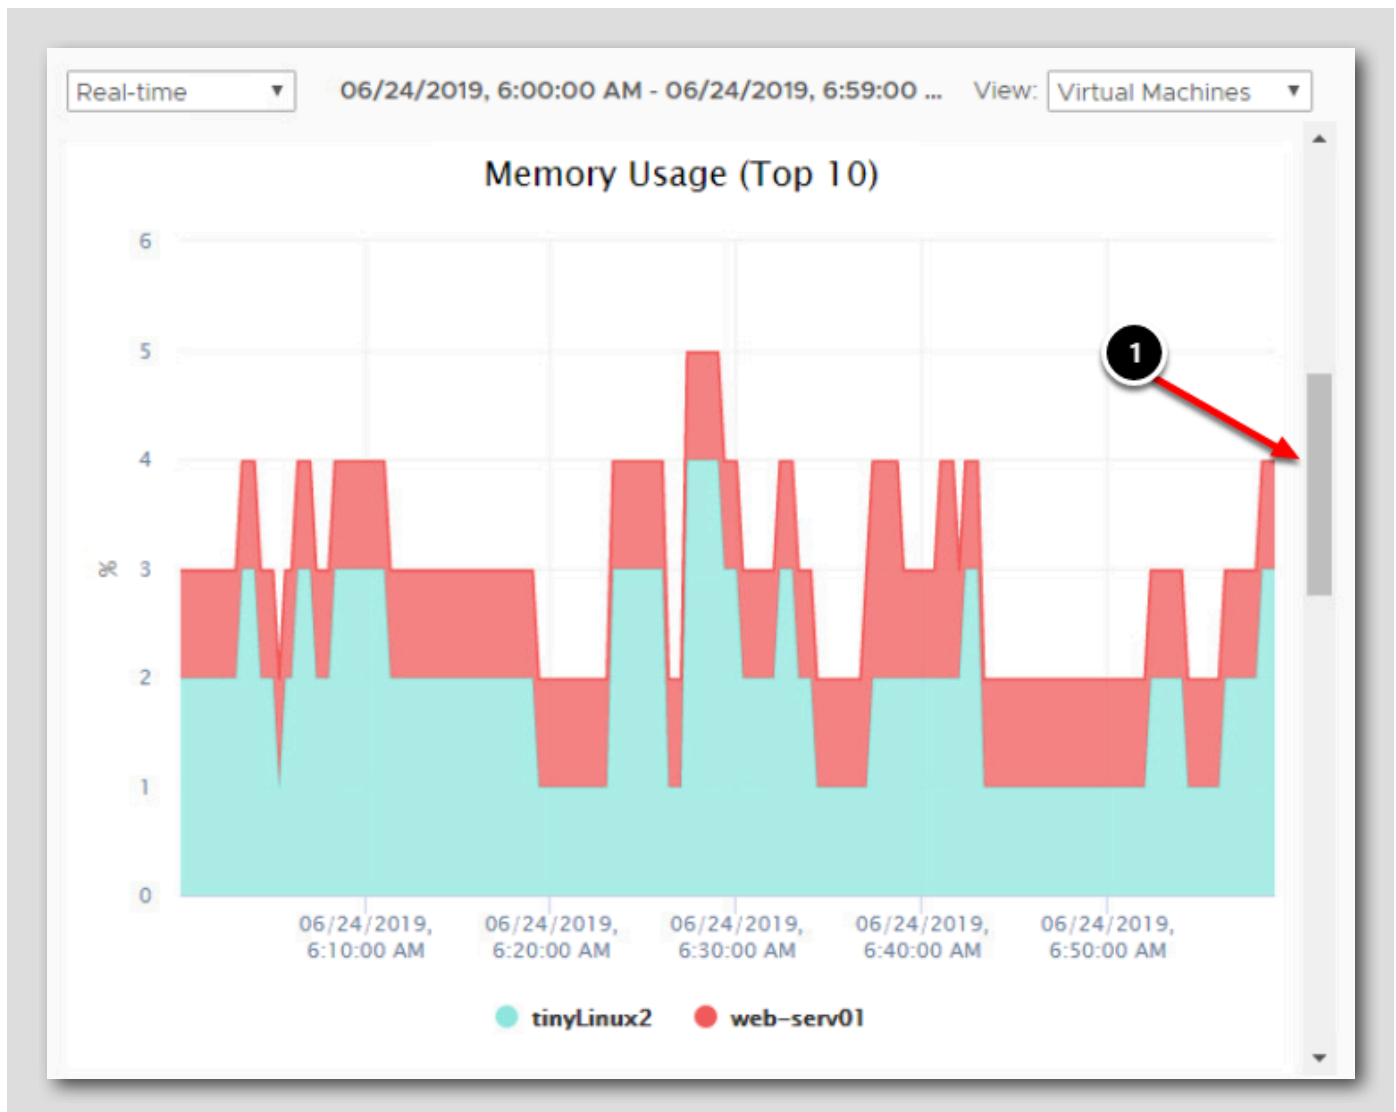 Real-time ▼ 06/24/2019, 6:00:00 AM - 06/24/2019, 6:59:00 ... View: Virtual Machines ▼
Memory Usage (Top 10)
6
5
1
4
%
3
2
1
0
06/24/2019, 6:10:00 AM
06/24/2019, 6:20:00 AM
06/24/2019, 6:30:00 AM
06/24/2019, 6:40:00 AM
06/24/2019, 6:50:00 AM
tinyLinux2 web-serv01